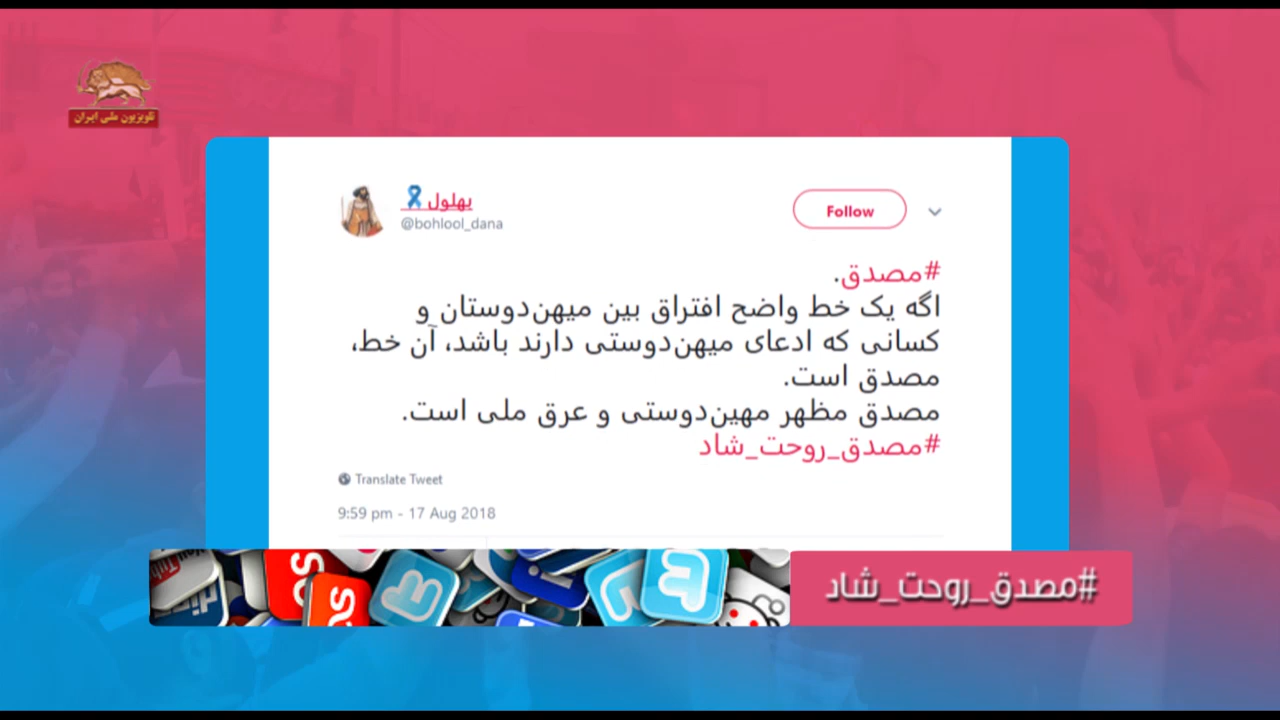 تلویزیون ملی ایران
بهلول
@bohlool_dana
Follow
#مصدق.
اگه یک خط واضح افتراق بین میهن‌دوستان و
کسانی که ادعای میهن‌دوستی دارند باشد، آن خط،
مصدق است.
مصدق مظهر مهین‌دوستی و عرق ملی است.
#مصدق_روحت_شاد
Translate Tweet
9:59 pm - 17 Aug 2018
#مصدق_روحت_شاد